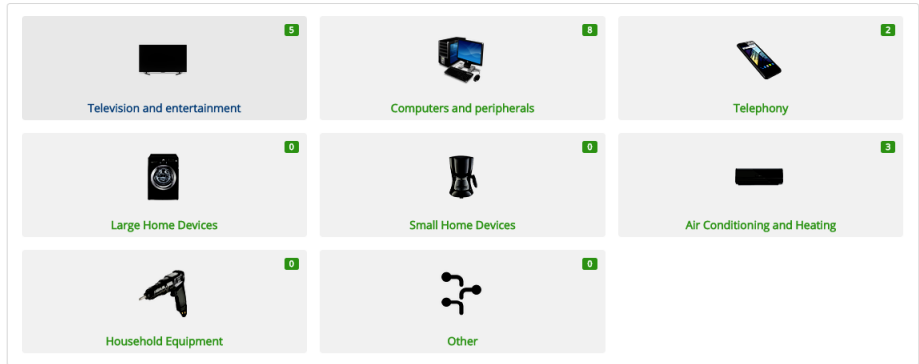 5
Television and entertainment
8
Computers and peripherals
2
Telephony
0
Large Home Devices
0
Small Home Devices
3
Air Conditioning and Heating
0
Household Equipment
0
Other